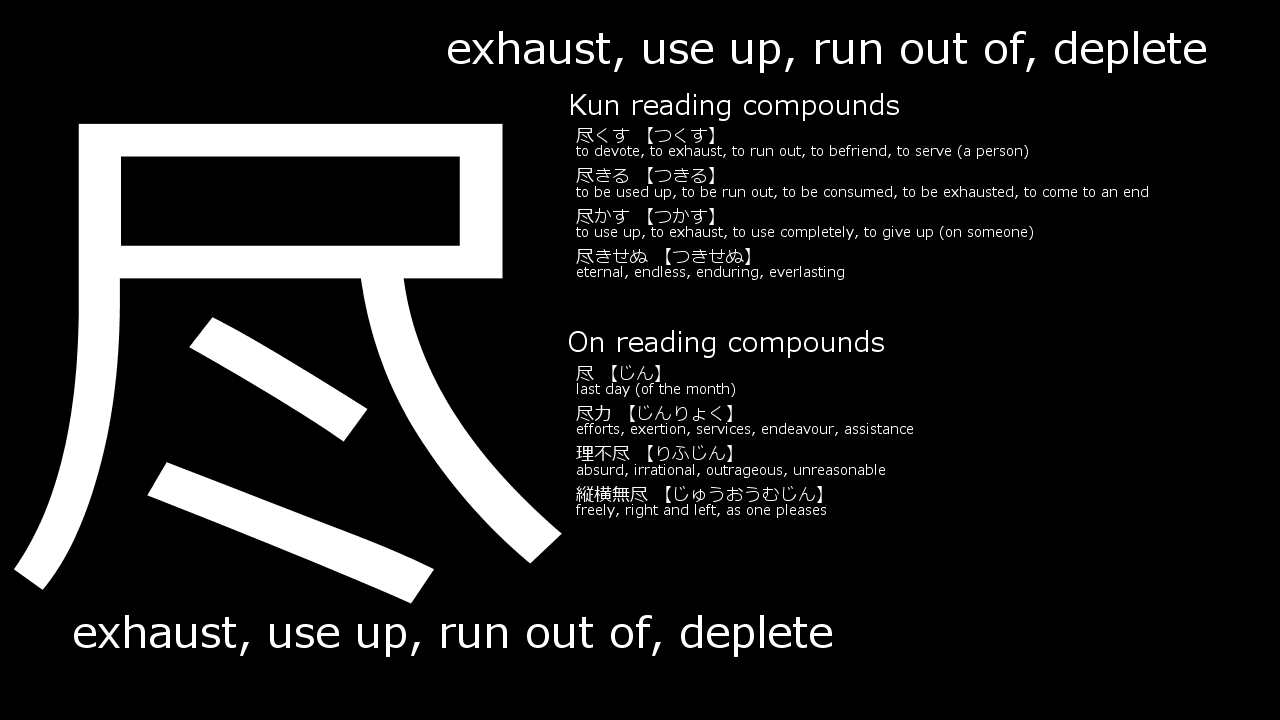 exhaust, use up, run out of, deplete
尽
Kun reading compounds
尽くす 【つくす】
to devote, to exhaust, to run out, to befriend, to serve (a person)
尽きる 【つきる】
to be used up, to be run out, to be consumed, to be exhausted, to come to an end
尽かす 【つかす】
to use up, to exhaust, to use completely, to give up (on someone)
尽きせぬ 【つきせぬ】
eternal, endless, enduring, everlasting
On reading compounds
尽 【じん】
last day (of the month)
尽力 【じんりょく】
efforts, exertion, services, endeavour, assistance
理不尽 【りふじん】
absurd, irrational, outrageous, unreasonable
縦横無尽 【じゅうおうむじん】
freely, right and left, as one pleases
exhaust, use up, run out of, deplete